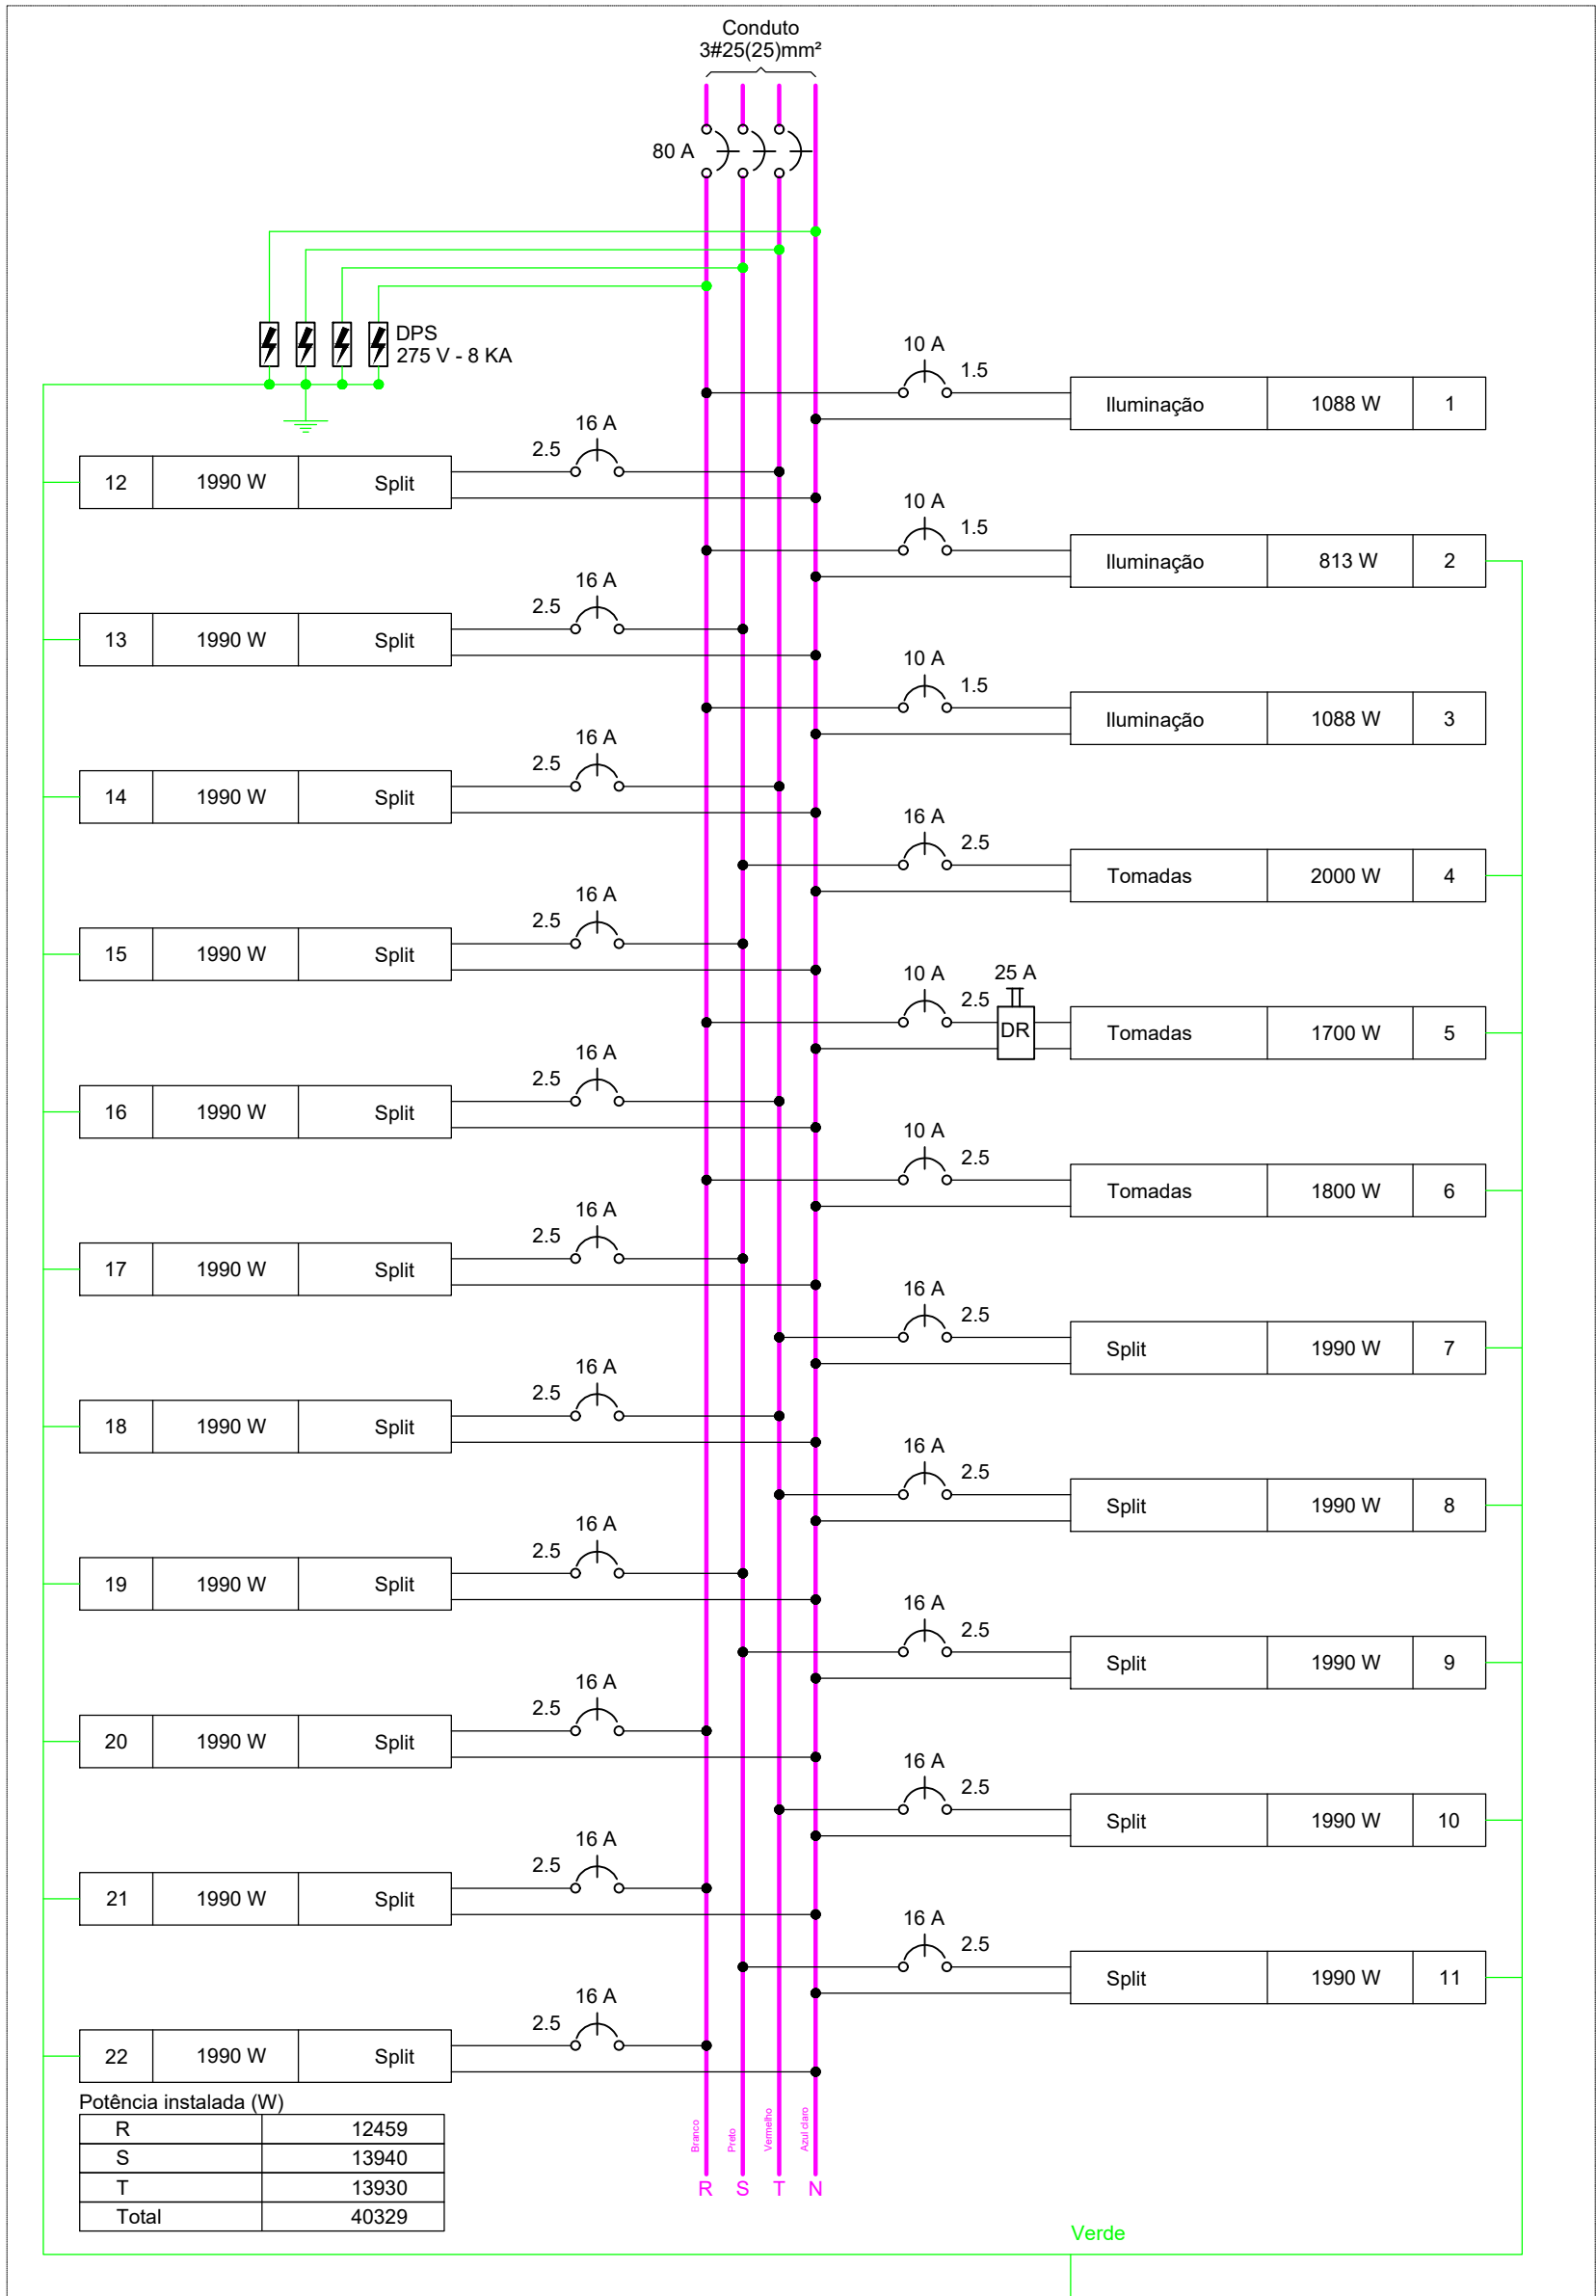 Conduto
3#25(25)mm²
80 A
DPS
275 V - 8 KA
10 A
1.5
Iluminação 1088 W 1
16 A
2.5
12 1990 W Split
10 A
1.5
Iluminação 813 W 2
16 A
2.5
13 1990 W Split
10 A
1.5
Iluminação 1088 W 3
16 A
2.5
14 1990 W Split
16 A
2.5
Tomadas 2000 W 4
16 A
2.5
15 1990 W Split
10 A 25 A
2.5
DR
Tomadas 1700 W 5
16 A
2.5
16 1990 W Split
10 A
2.5
Tomadas 1800 W 6
16 A
2.5
17 1990 W Split
16 A
2.5
Split 1990 W 7
16 A
2.5
18 1990 W Split
16 A
2.5
Split 1990 W 8
16 A
2.5
19 1990 W Split
16 A
2.5
Split 1990 W 9
16 A
2.5
20 1990 W Split
16 A
2.5
Split 1990 W 10
16 A
2.5
21 1990 W Split
16 A
2.5
Split 1990 W 11
16 A
2.5
22 1990 W Split
Potência instalada (W)
R 12459
S 13940
T 13930
Total 40329
Branco
Preto
Vermelho
Azul claro
R S T N
Verde